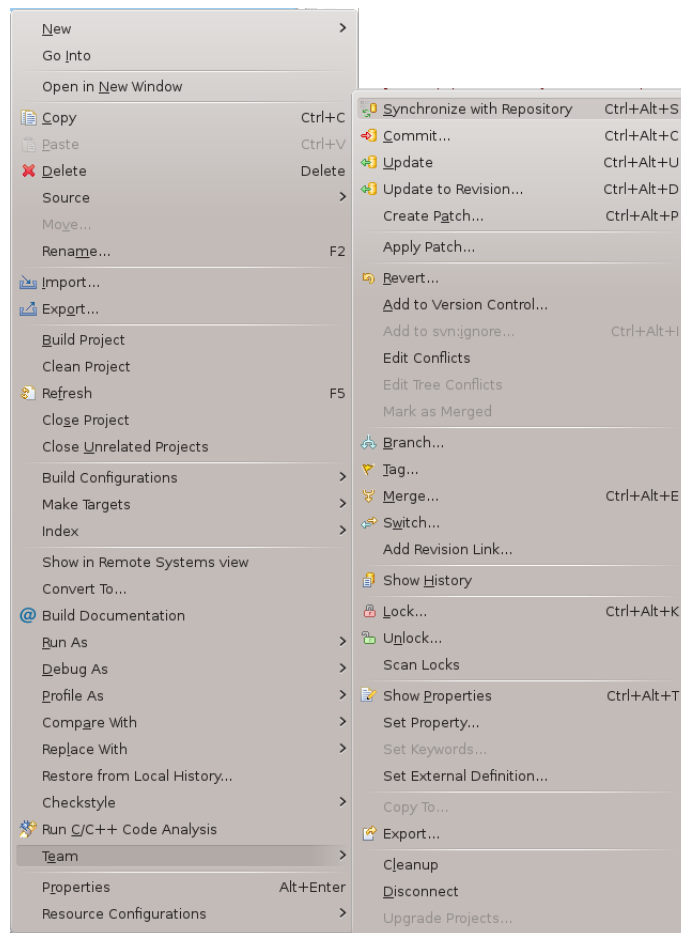 New >
Go Into
Open in New Window
Copy Ctrl+C
Paste Ctrl+V
Delete Delete
Source >
Move...
Rename... F2
Import...
Export...
Build Project
Clean Project
Refresh F5
Close Project
Close Unrelated Projects
Build Configurations >
Make Targets >
Index >
Show in Remote Systems view
Convert To...
Build Documentation
Run As >
Debug As >
Profile As >
Compare With >
Replace With >
Restore from Local History...
Checkstyle >
Run C/C++ Code Analysis
Team >
Properties Alt+Enter
Resource Configurations >
Synchronize with Repository Ctrl+Alt+S
Commit... Ctrl+Alt+C
Update Ctrl+Alt+U
Update to Revision... Ctrl+Alt+D
Create Patch... Ctrl+Alt+P
Apply Patch...
Revert...
Add to Version Control...
Add to svn:ignore... Ctrl+Alt+I
Edit Conflicts
Edit Tree Conflicts
Mark as Merged
Branch...
Tag...
Merge... Ctrl+Alt+E
Switch...
Add Revision Link...
Show History
Lock... Ctrl+Alt+K
Unlock...
Scan Locks
Show Properties Ctrl+Alt+T
Set Property...
Set Keywords...
Set External Definition...
Copy To...
Export...
Cleanup
Disconnect
Upgrade Projects...